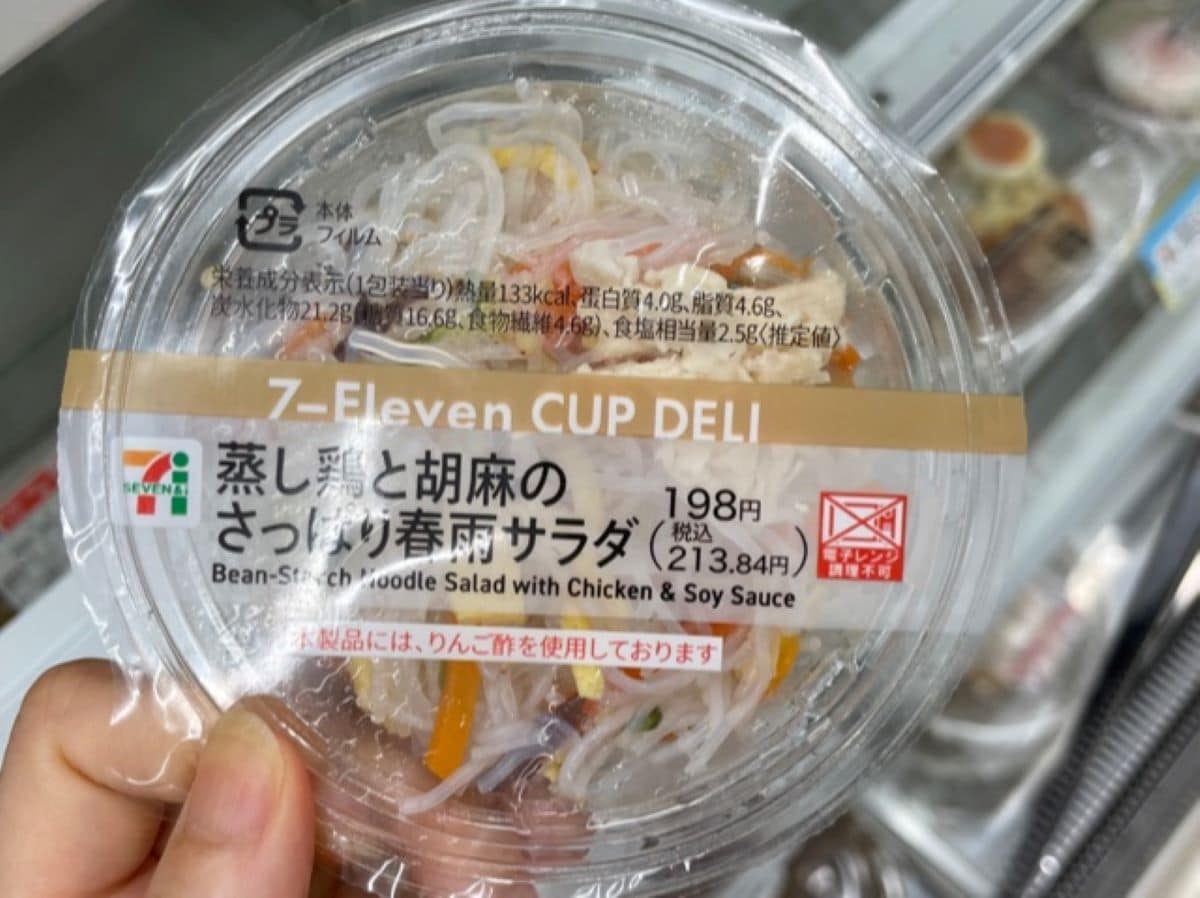 プラ
本体
フィルム
栄養成分表示(1包装当り)熱量133kcal、蛋白質4.0g、脂質4.6g、
炭水化物21.2g(糖質16.6g、食物繊維4.6g)、食塩相当量2.5g〈推定値〉
7-Eleven CUP DELI
SEVEN&i
蒸し鶏と胡麻の
さっぱり春雨サラダ
198円
(税込
213.84円)
電子レンジ
調理不可
Bean-Starch Noodle Salad with Chicken & Soy Sauce
本製品には、りんご酢を使用しております